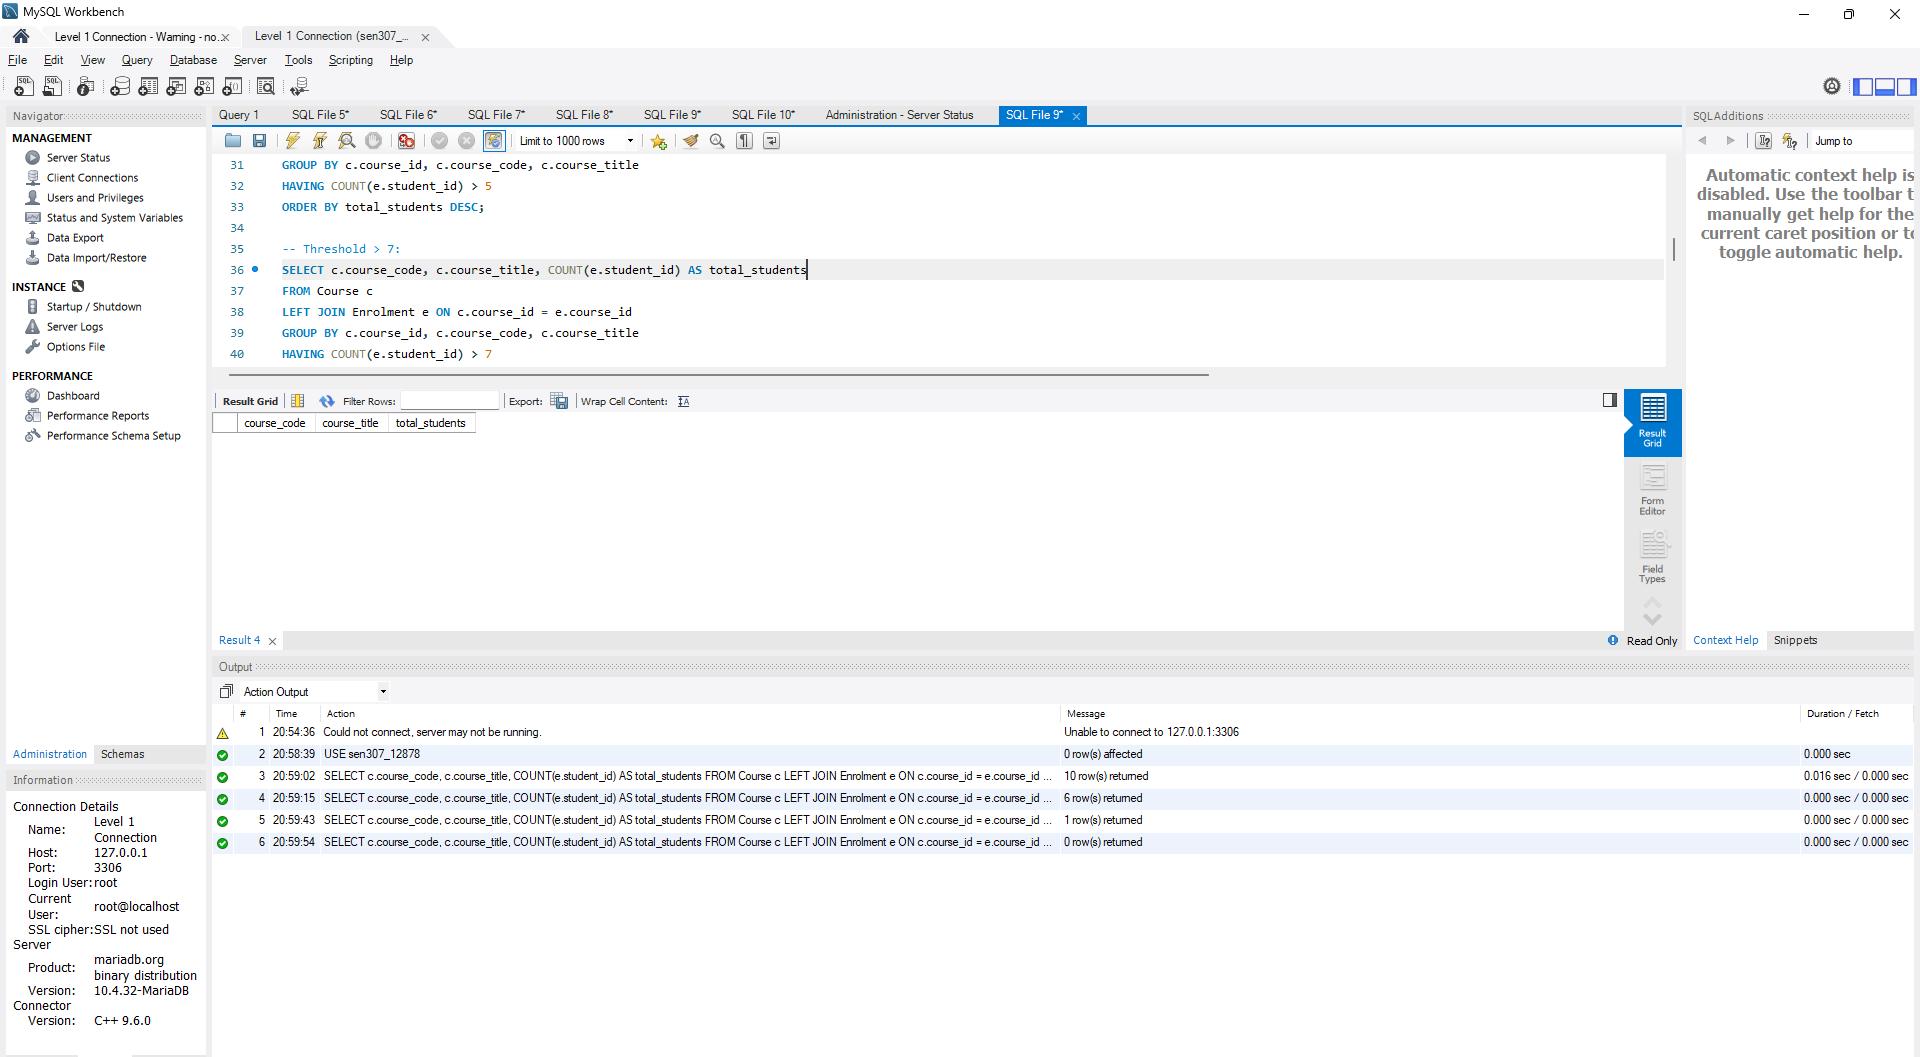 MySQL Workbench
Level 1 Connection - Warning - no...
Level 1 Connection (sen307_...
File Edit View Query Database Server Tools Scripting Help
Navigator
MANAGEMENT
Server Status
Client Connections
Users and Privileges
Status and System Variables
Data Export
Data Import/Restore
INSTANCE
Startup / Shutdown
Server Logs
Options File
PERFORMANCE
Dashboard
Performance Reports
Performance Schema Setup
Administration Schemas
Information
Connection Details
Name: Level 1 Connection
Host: 127.0.0.1
Port: 3306
Login User: root
Current User: root@localhost
SSL cipher: SSL not used
Server
Product: mariadb.org binary distribution
Version: 10.4.32-MariaDB
Connector
Version: C++ 9.6.0
Query 1 SQL File 5* SQL File 6* SQL File 7* SQL File 8* SQL File 9* SQL File 10* Administration - Server Status SQL File 9*
Limit to 1000 rows
31 GROUP BY c.course_id, c.course_code, c.course_title
32 HAVING COUNT(e.student_id) > 5
33 ORDER BY total_students DESC;
34
35 -- Threshold > 7:
36 SELECT c.course_code, c.course_title, COUNT(e.student_id) AS total_students
37 FROM Course c
38 LEFT JOIN Enrolment e ON c.course_id = e.course_id
39 GROUP BY c.course_id, c.course_code, c.course_title
40 HAVING COUNT(e.student_id) > 7
Result Grid Filter Rows: Export: Wrap Cell Content:
course_code course_title total_students
Result Grid
Form Editor
Field Types
Result 4
Read Only
SQLAdditions
Jump to
Automatic context help is
disabled. Use the toolbar t
manually get help for the
current caret position or to
toggle automatic help.
Context Help Snippets
Output
Action Output
# Time Action Message Duration / Fetch
1 20:54:36 Could not connect, server may not be running. Unable to connect to 127.0.0.1:3306
2 20:58:39 USE sen307_12878 0 row(s) affected 0.000 sec
3 20:59:02 SELECT c.course_code, c.course_title, COUNT(e.student_id) AS total_students FROM Course c LEFT JOIN Enrolment e ON c.course_id = e.course_id ... 10 row(s) returned 0.016 sec / 0.000 sec
4 20:59:15 SELECT c.course_code, c.course_title, COUNT(e.student_id) AS total_students FROM Course c LEFT JOIN Enrolment e ON c.course_id = e.course_id ... 6 row(s) returned 0.000 sec / 0.000 sec
5 20:59:43 SELECT c.course_code, c.course_title, COUNT(e.student_id) AS total_students FROM Course c LEFT JOIN Enrolment e ON c.course_id = e.course_id ... 1 row(s) returned 0.000 sec / 0.000 sec
6 20:59:54 SELECT c.course_code, c.course_title, COUNT(e.student_id) AS total_students FROM Course c LEFT JOIN Enrolment e ON c.course_id = e.course_id ... 0 row(s) returned 0.000 sec / 0.000 sec